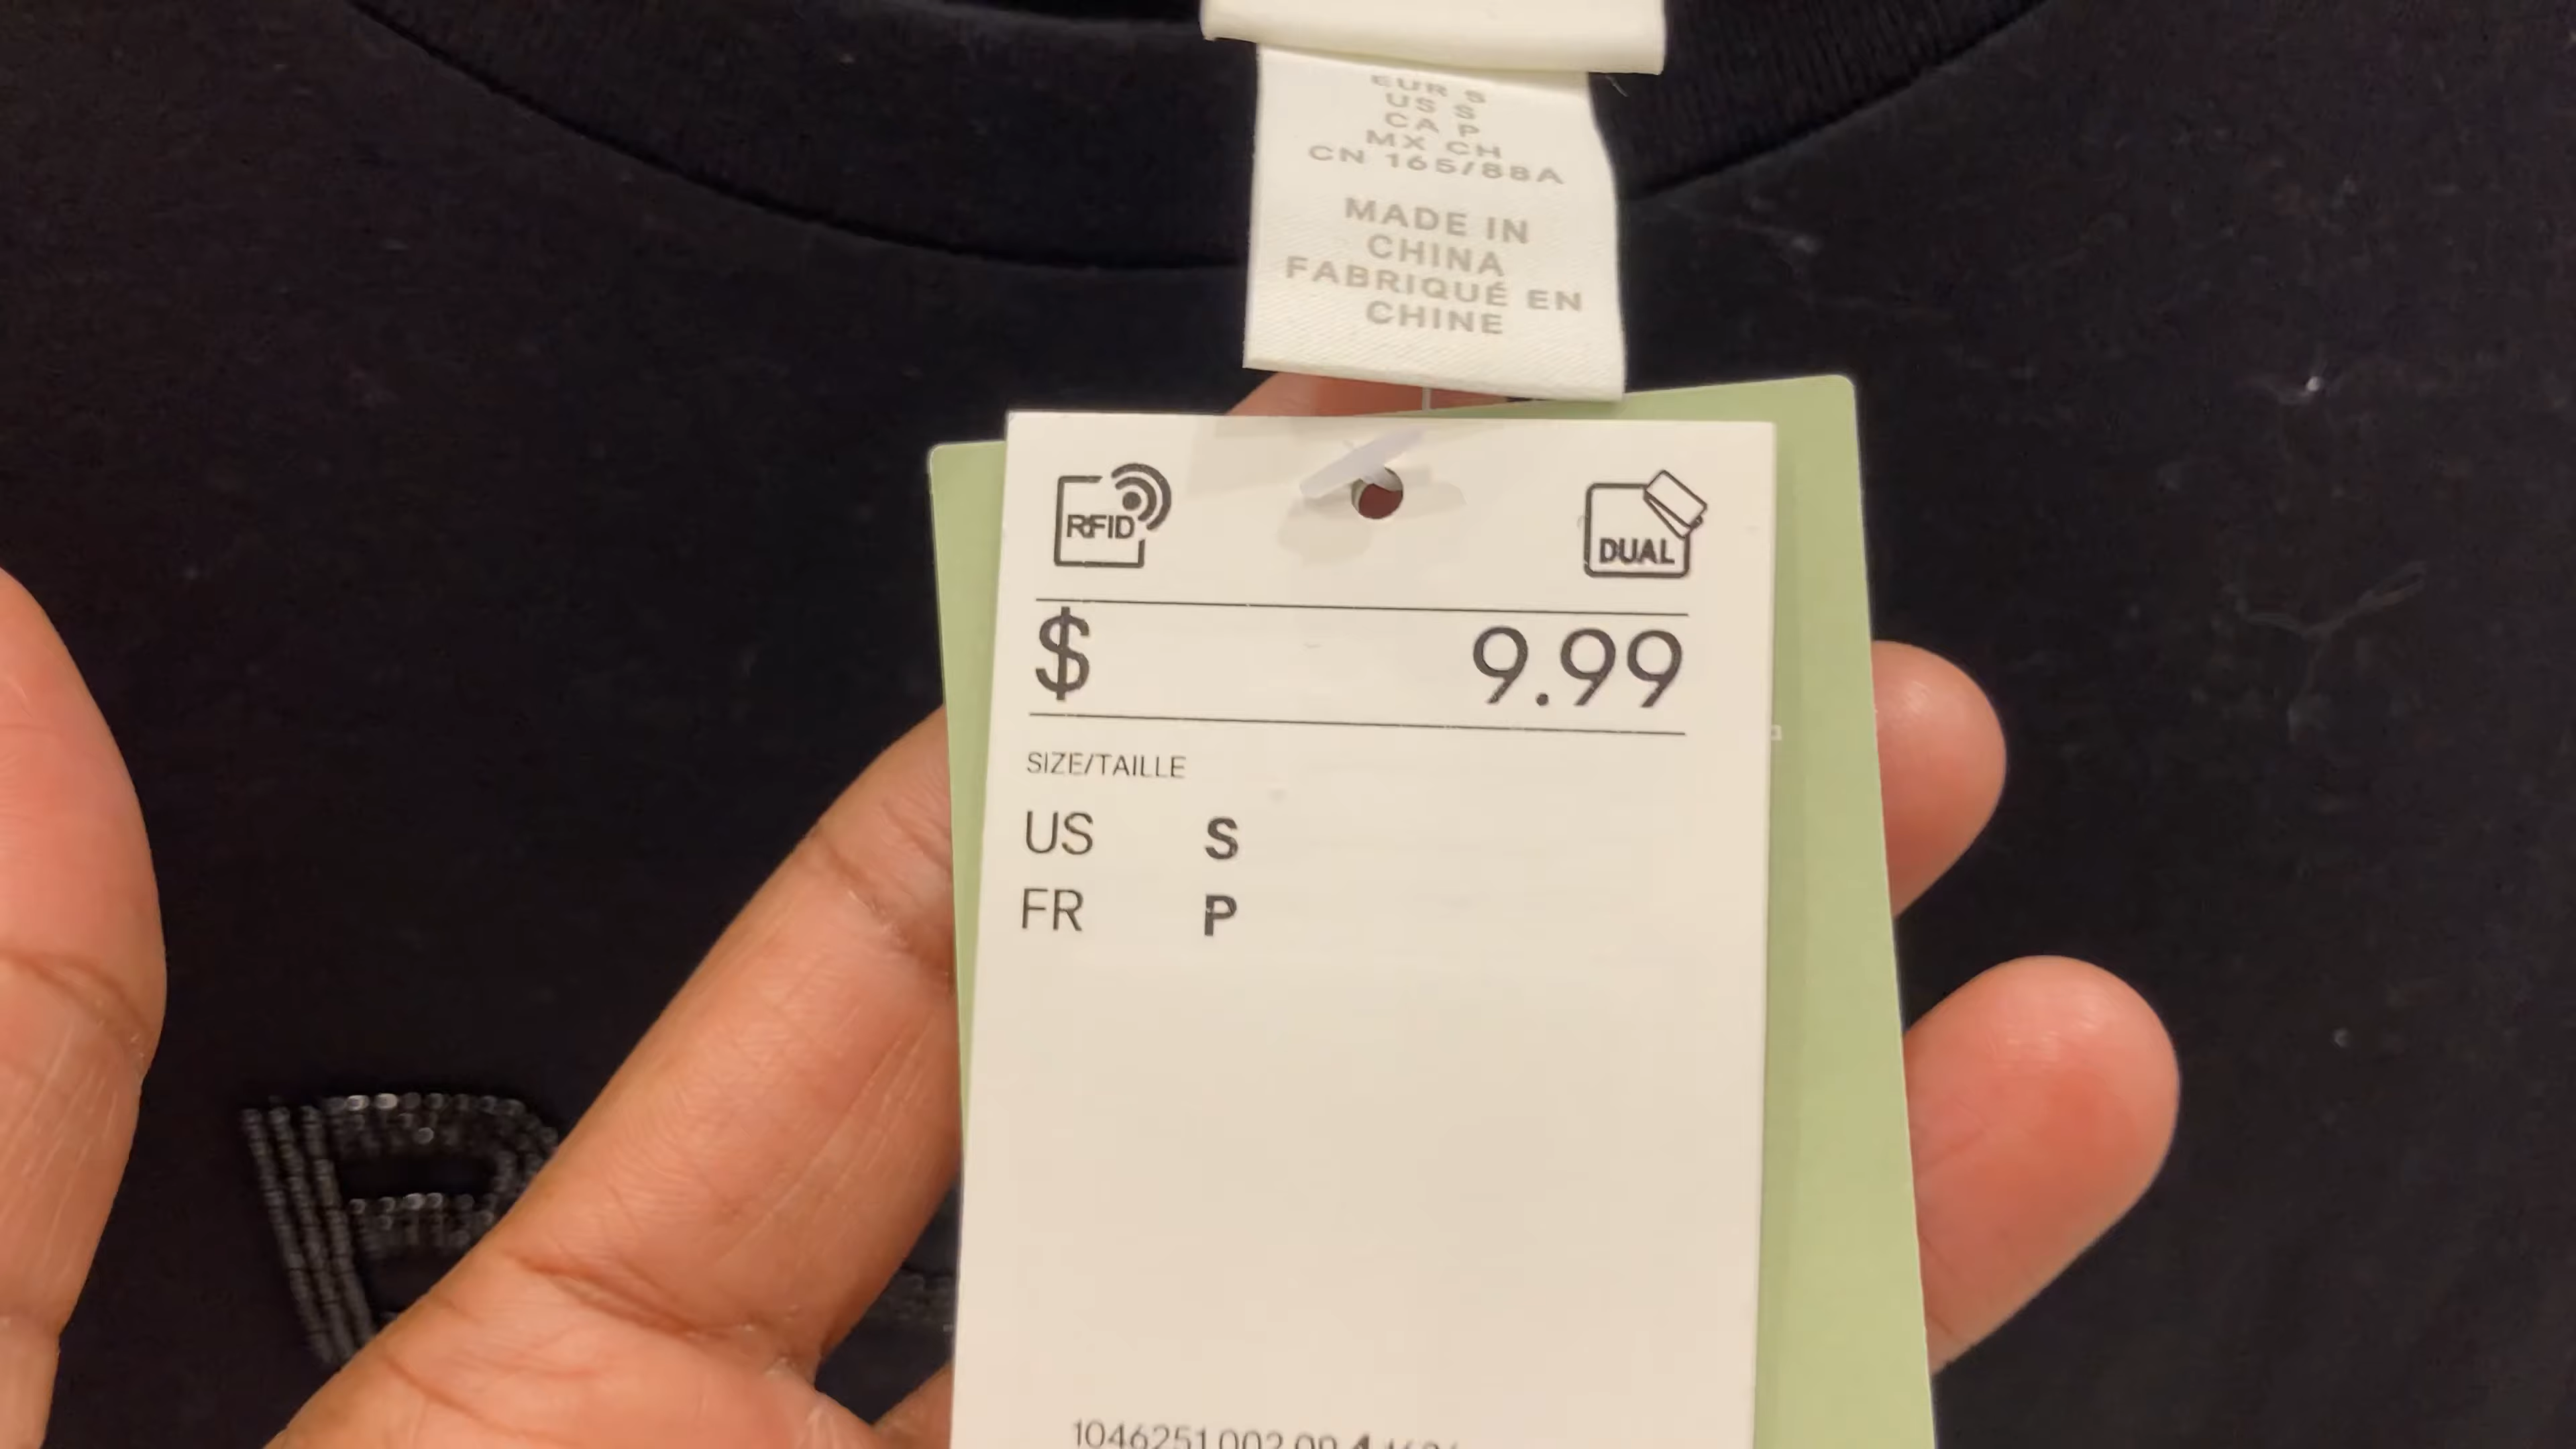 EUR S
US S
CA P
MX CH
CN 165/88A
MADE IN
CHINA
FABRIQUÉ EN
CHINE
RFID
DUAL
$ 9.99
SIZE/TAILLE
US S
FR P
1046251002